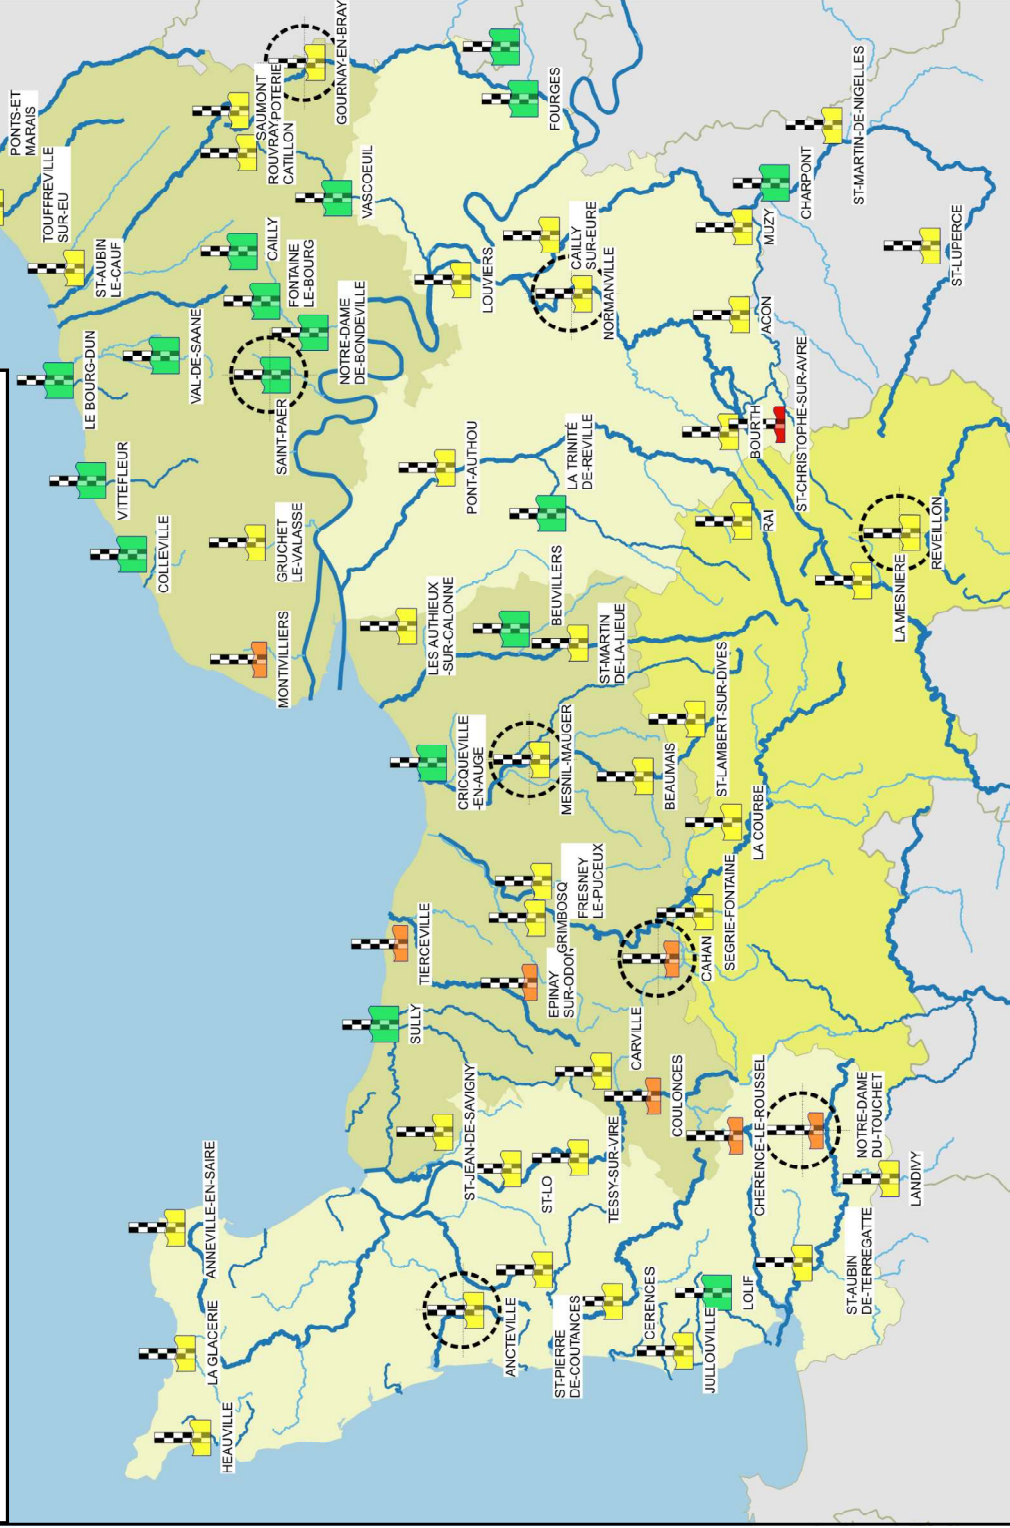 PONTS-ET
MARAIS
TOUFFREVILLE
SUR-EU
ST-AUBIN
LE-CAUF
SAUMONT
POTERIE
ROUVRAY-
CATILLON
GOURNAY-EN-BRAY
FOURGES
VASCOEUIL
CAILLY
FONTAINE
LE-BOURG
NOTRE-DAME
DE-BONDEVILLE
VAL-DE-SAANE
LE BOURG-DUN
SAINT-PAER
VITTEFLEUR
COLLEVILLE
GRUCHET
LE-VALASSE
MONTIVILLIERS
LOUVIERS
CAILLY
SUR-EURE
NORMANVILLE
MUZY
CHARPONT
ST-MARTIN-DE-NIGELLES
ST-LUPERCE
ACON
ST-CHRISTOPHE-SUR-AVRE
BOURTH
PONT-AUTHOU
LA TRINITÉ
DE-REVILLE
RAI
REVEILLON
LA MESNIERE
LES AUTHIEUX
-SUR-CALONNE
BEUVILLERS
ST-MARTIN
DE-LA-LIEUE
CRICQUEVILLE
-EN-AUGE
MESNIL-MAUGER
BEAUMAIS
ST-LAMBERT-SUR-DIVES
LA COURBE
FRESNEY
LE-PUCEUX
GRIMBOSQ
SEGRIE-FONTAINE
CAHAN
TIERCEVILLE
EPINAY
SUR-ODON
SULLY
CARVILLE
COULONCES
ST-JEAN-DE-SAVIGNY
ST-LO
TESSY-SUR-VIRE
CHERENCE-LE-ROUSSEL
NOTRE-DAME
DU-TOUCHET
LANDIVY
ST-AUBIN
DE-TERREGATTE
ANNEVILLE-EN-SAIRE
LA GLACERIE
HEAUVILLE
ANCTEVILLE
ST-PIERRE
DE-COUTANCES
CERENCES
LOLIF
JULLOUVILLE